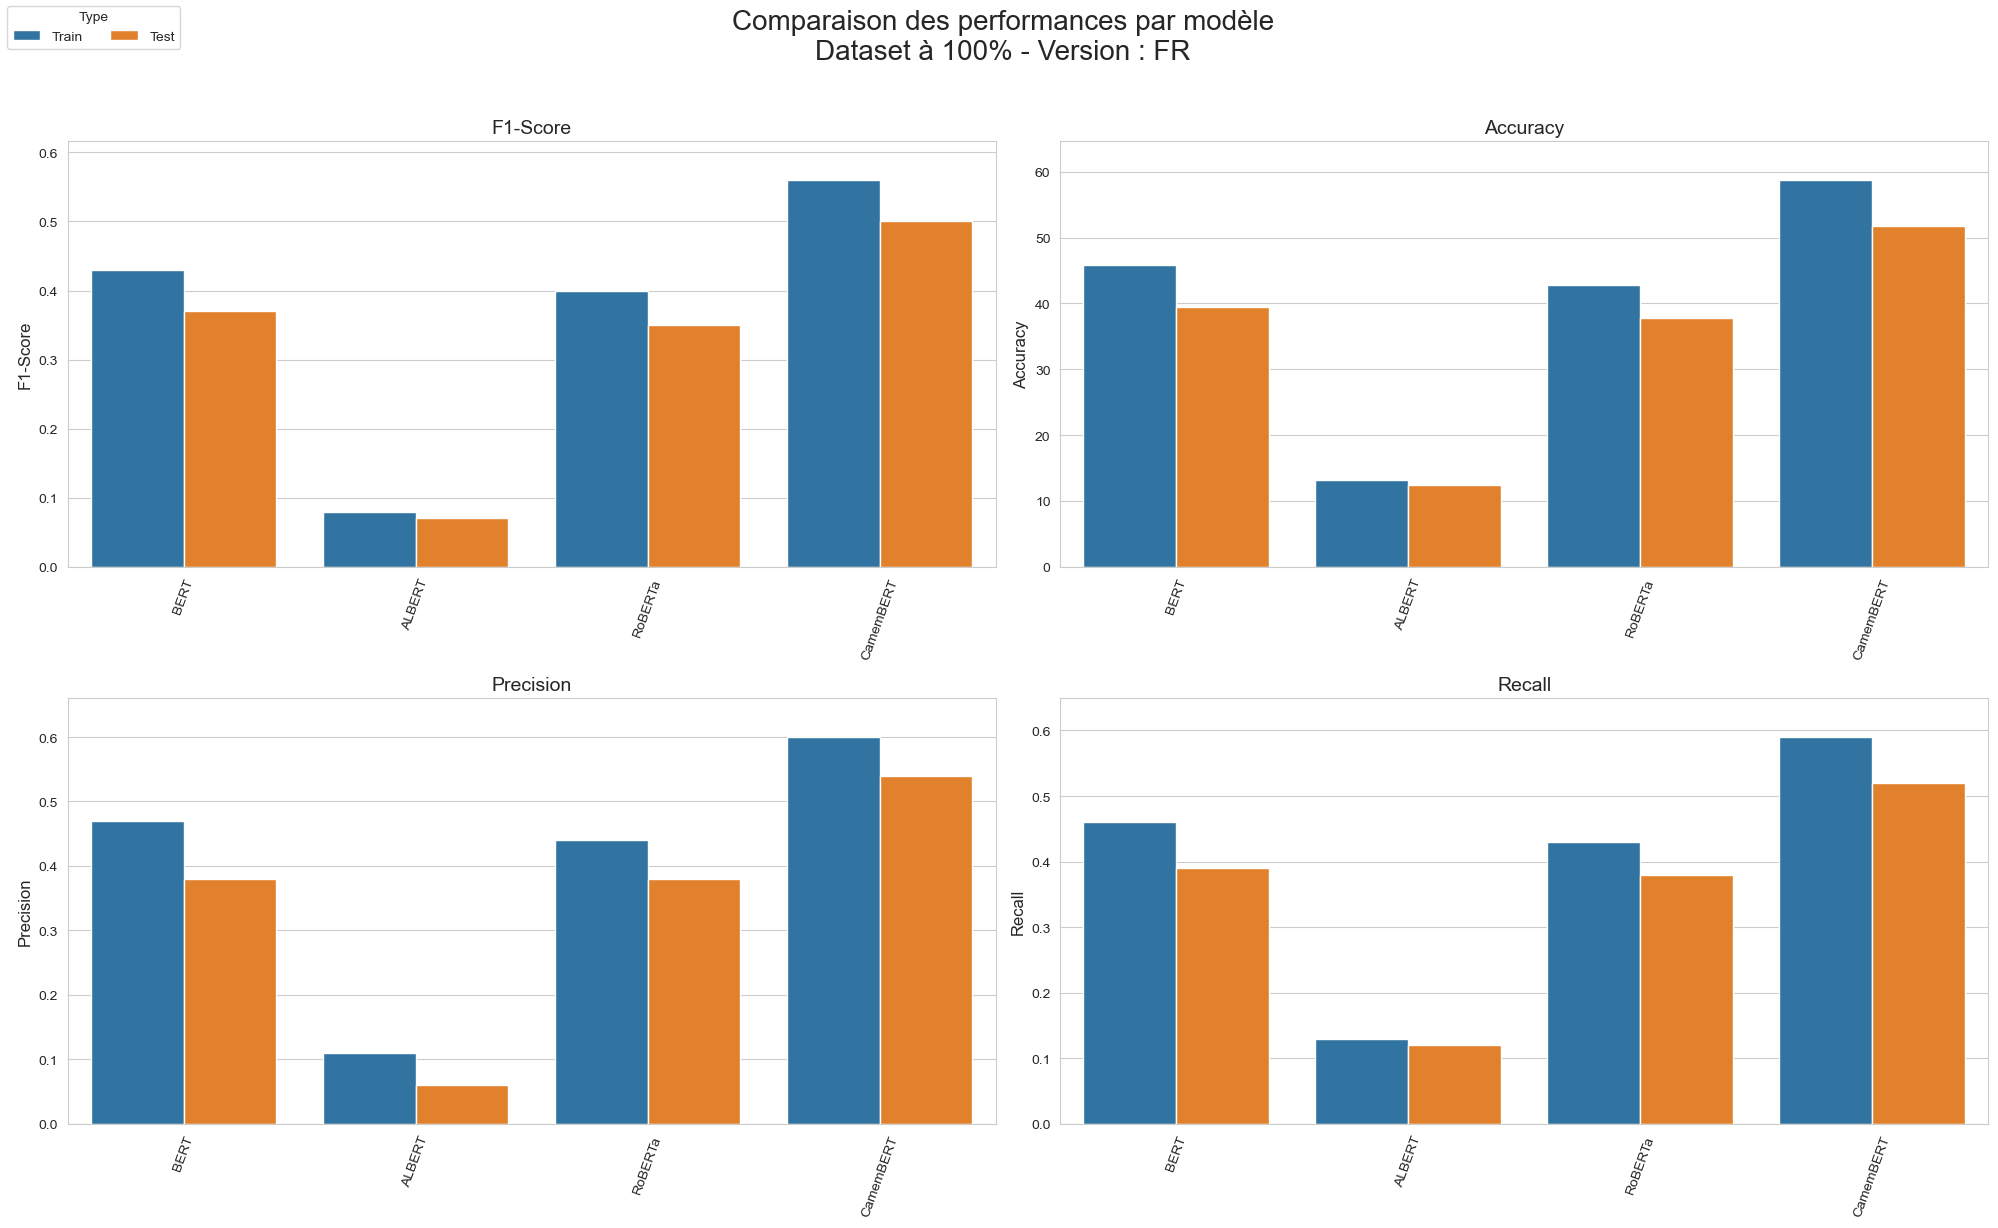 Type
Train Test
Comparaison des performances par modèle
Dataset à 100% - Version : FR
F1-Score
F1-Score
0.6
0.5
0.4
0.3
0.2
0.1
0.0
BERT ALBERT RoBERTa CamemBERT
Accuracy
Accuracy
60
50
40
30
20
10
0
BERT ALBERT RoBERTa CamemBERT
Precision
Precision
0.6
0.5
0.4
0.3
0.2
0.1
0.0
BERT ALBERT RoBERTa CamemBERT
Recall
Recall
0.6
0.5
0.4
0.3
0.2
0.1
0.0
BERT ALBERT RoBERTa CamemBERT